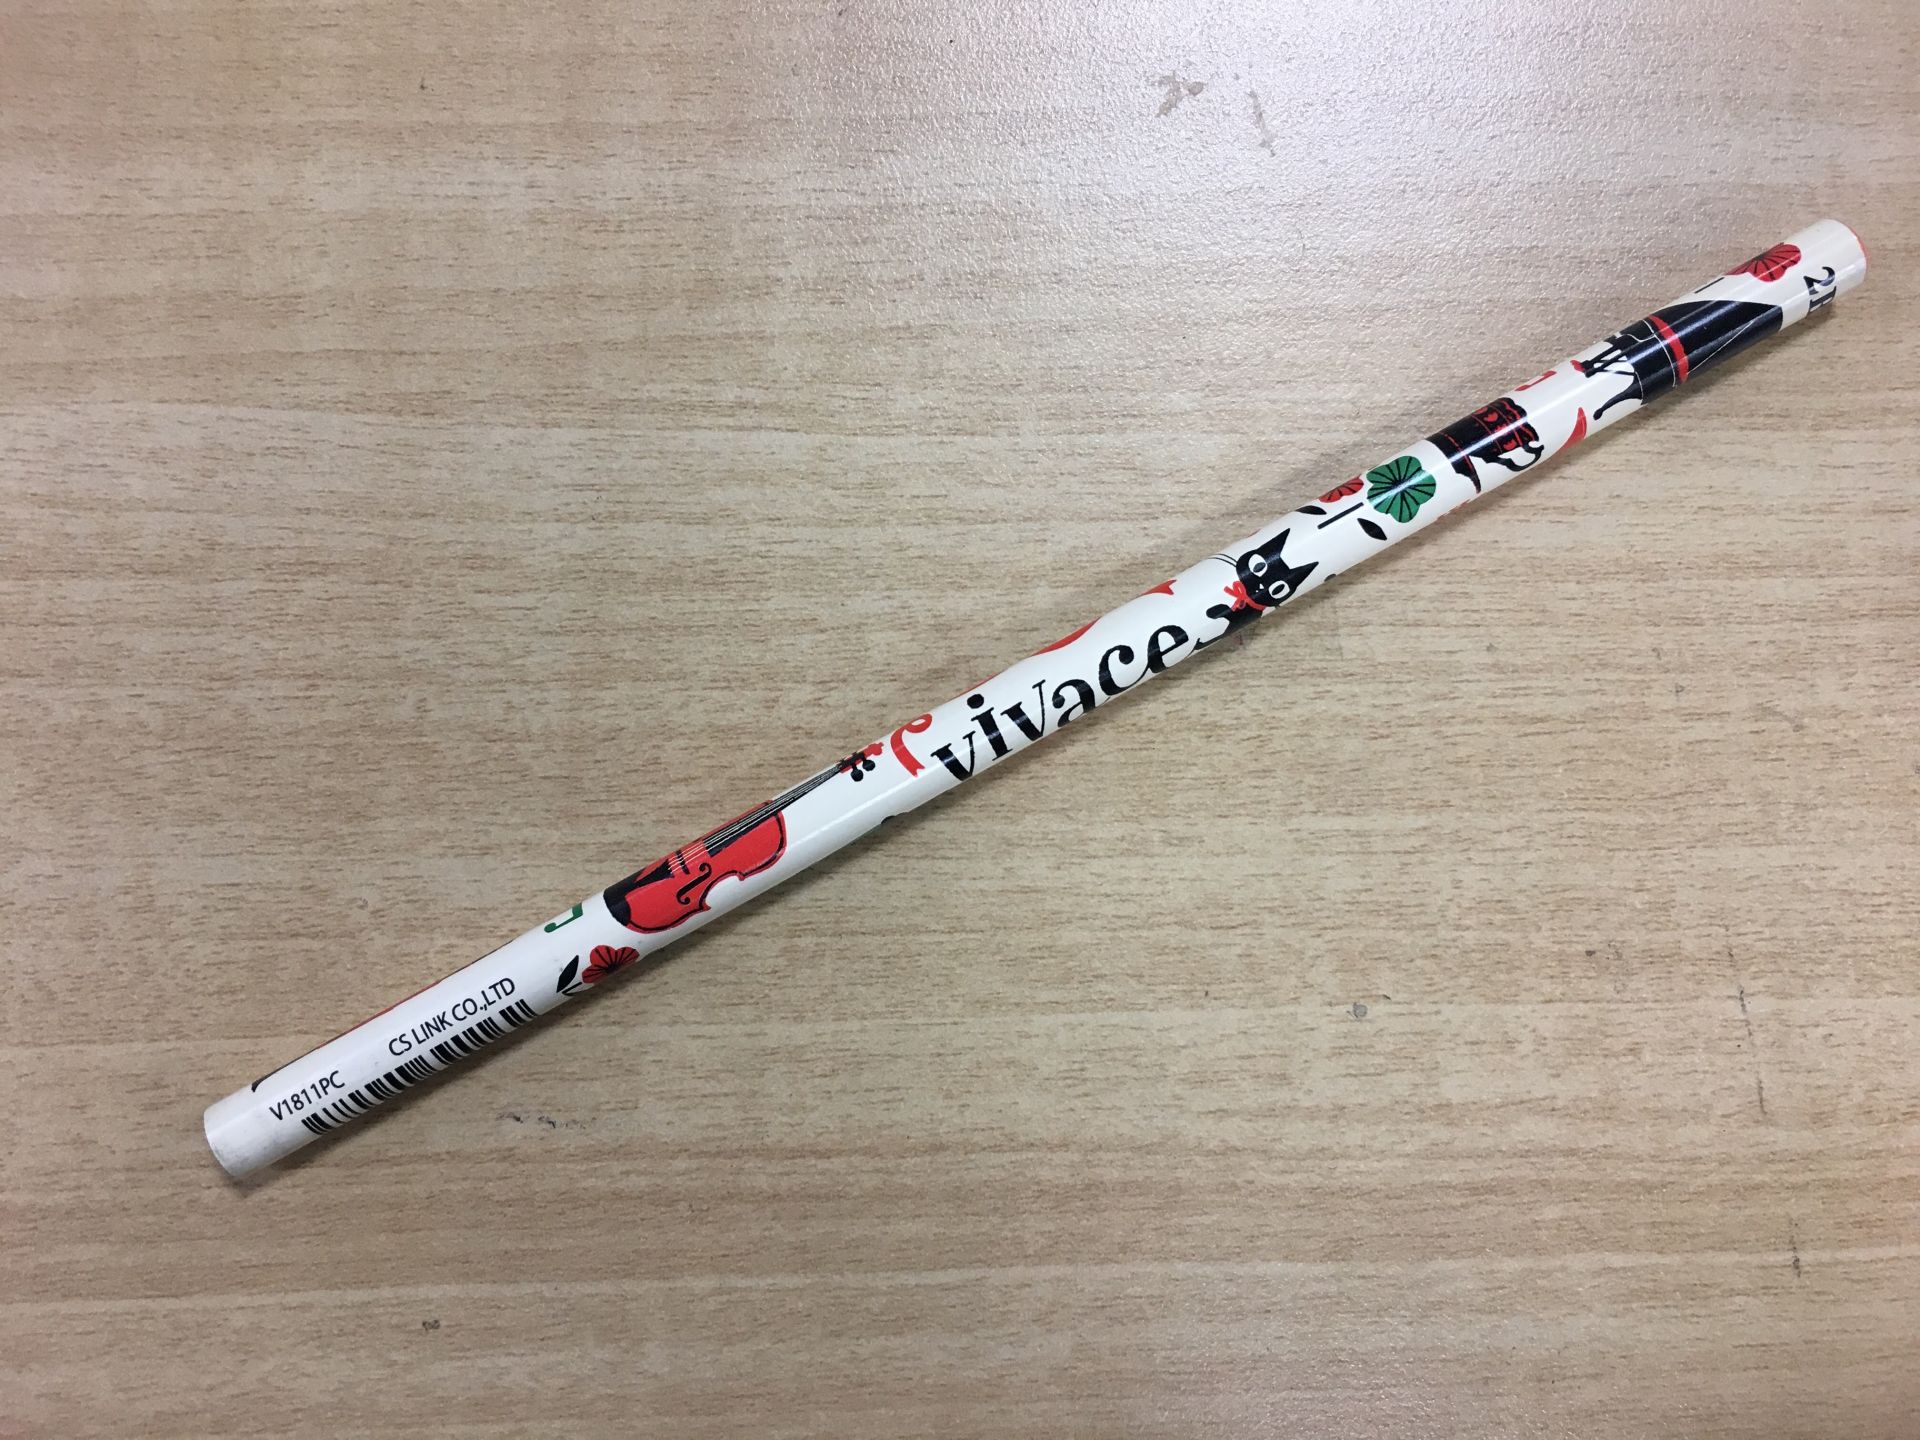 vivace
CS LINK CO.,LTD
V1811PC